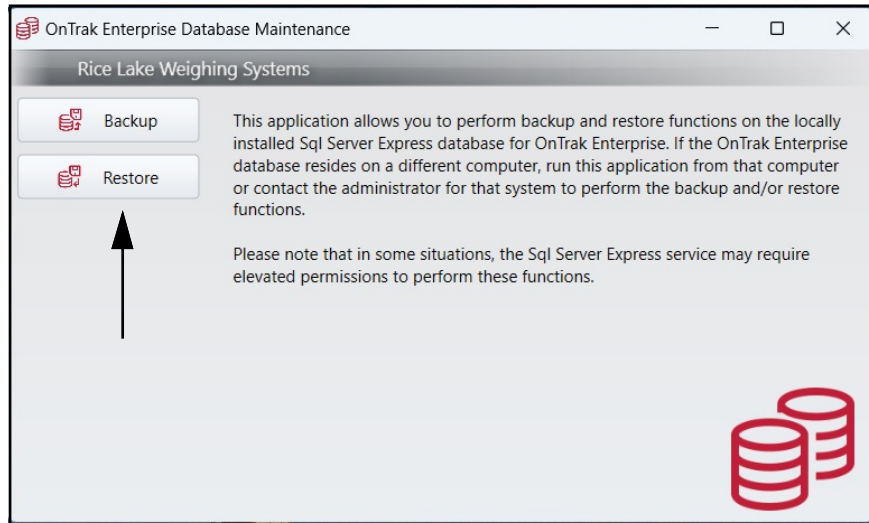 OnTrak Enterprise Database Maintenance
Rice Lake Weighing Systems
Backup
Restore
This application allows you to perform backup and restore functions on the locally
installed Sql Server Express database for OnTrak Enterprise. If the OnTrak Enterprise
database resides on a different computer, run this application from that computer
or contact the administrator for that system to perform the backup and/or restore
functions.
Please note that in some situations, the Sql Server Express service may require
elevated permissions to perform these functions.